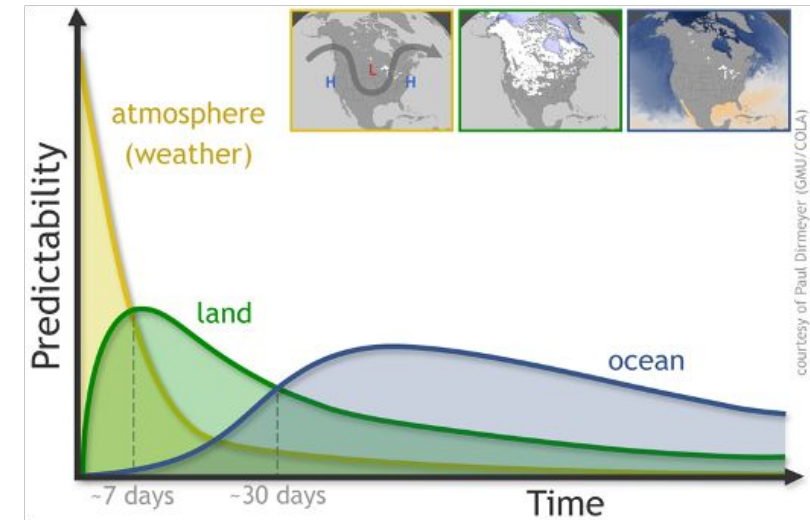 H
L
H
atmosphere
(weather)
land
ocean
Predictability
~7 days
~30 days
Time
courtesy of Paul Dirmeyer (GMU/COLA)